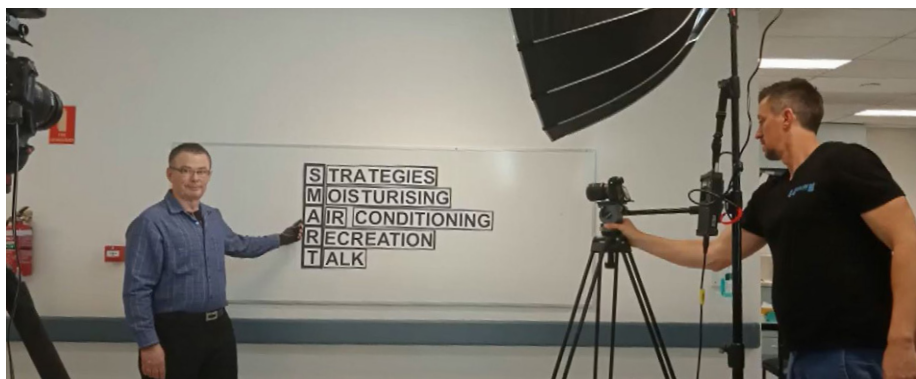 STRATEGIES
MOISTURISING
AIR CONDITIONING
RECREATION
TALK